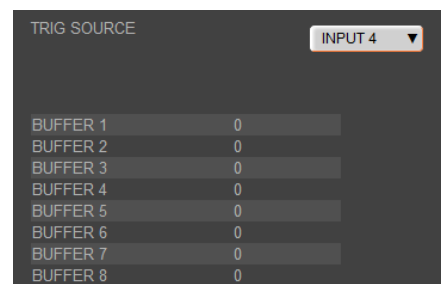 TRIG SOURCE
INPUT 4
BUFFER 1 0
BUFFER 2 0
BUFFER 3 0
BUFFER 4 0
BUFFER 5 0
BUFFER 6 0
BUFFER 7 0
BUFFER 8 0